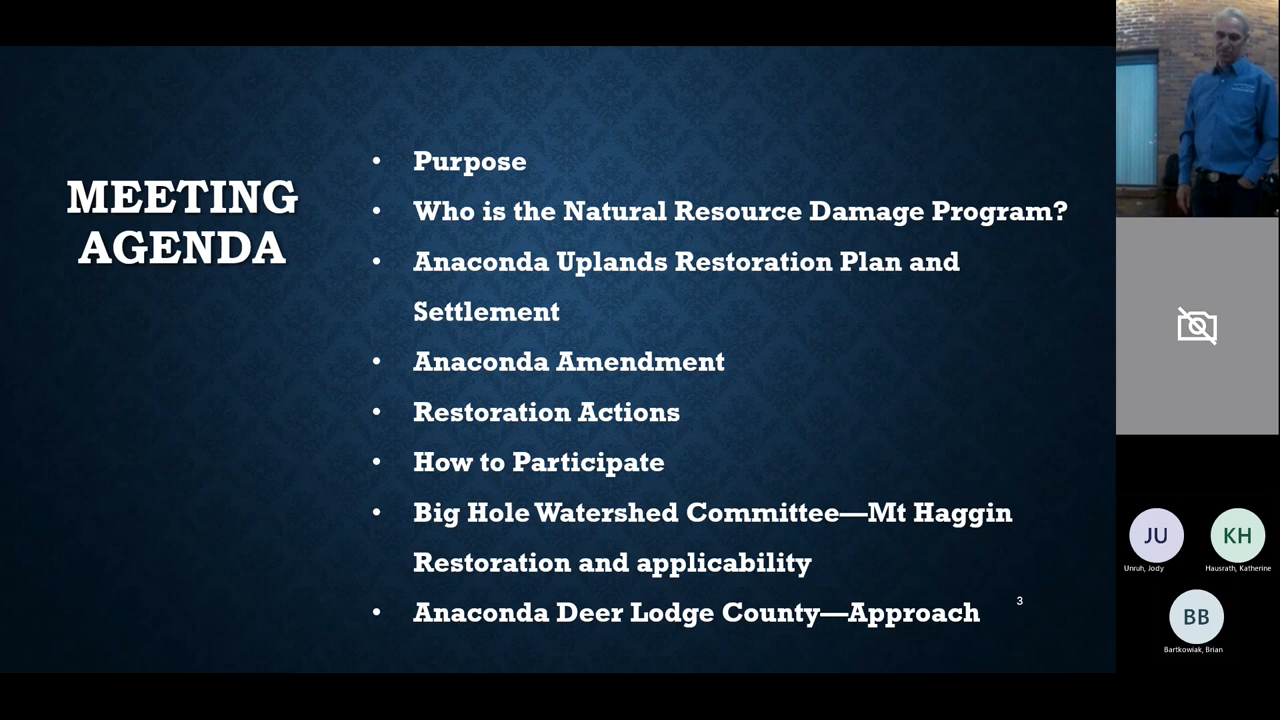 MEETING
AGENDA
• Purpose
• Who is the Natural Resource Damage Program?
• Anaconda Uplands Restoration Plan and
Settlement
• Anaconda Amendment
• Restoration Actions
• How to Participate
• Big Hole Watershed Committee—Mt Haggin
Restoration and applicability
• Anaconda Deer Lodge County—Approach
3
JU
Unruh, Jody
KH
Hausrath, Katherine
BB
Bartkowiak, Brian